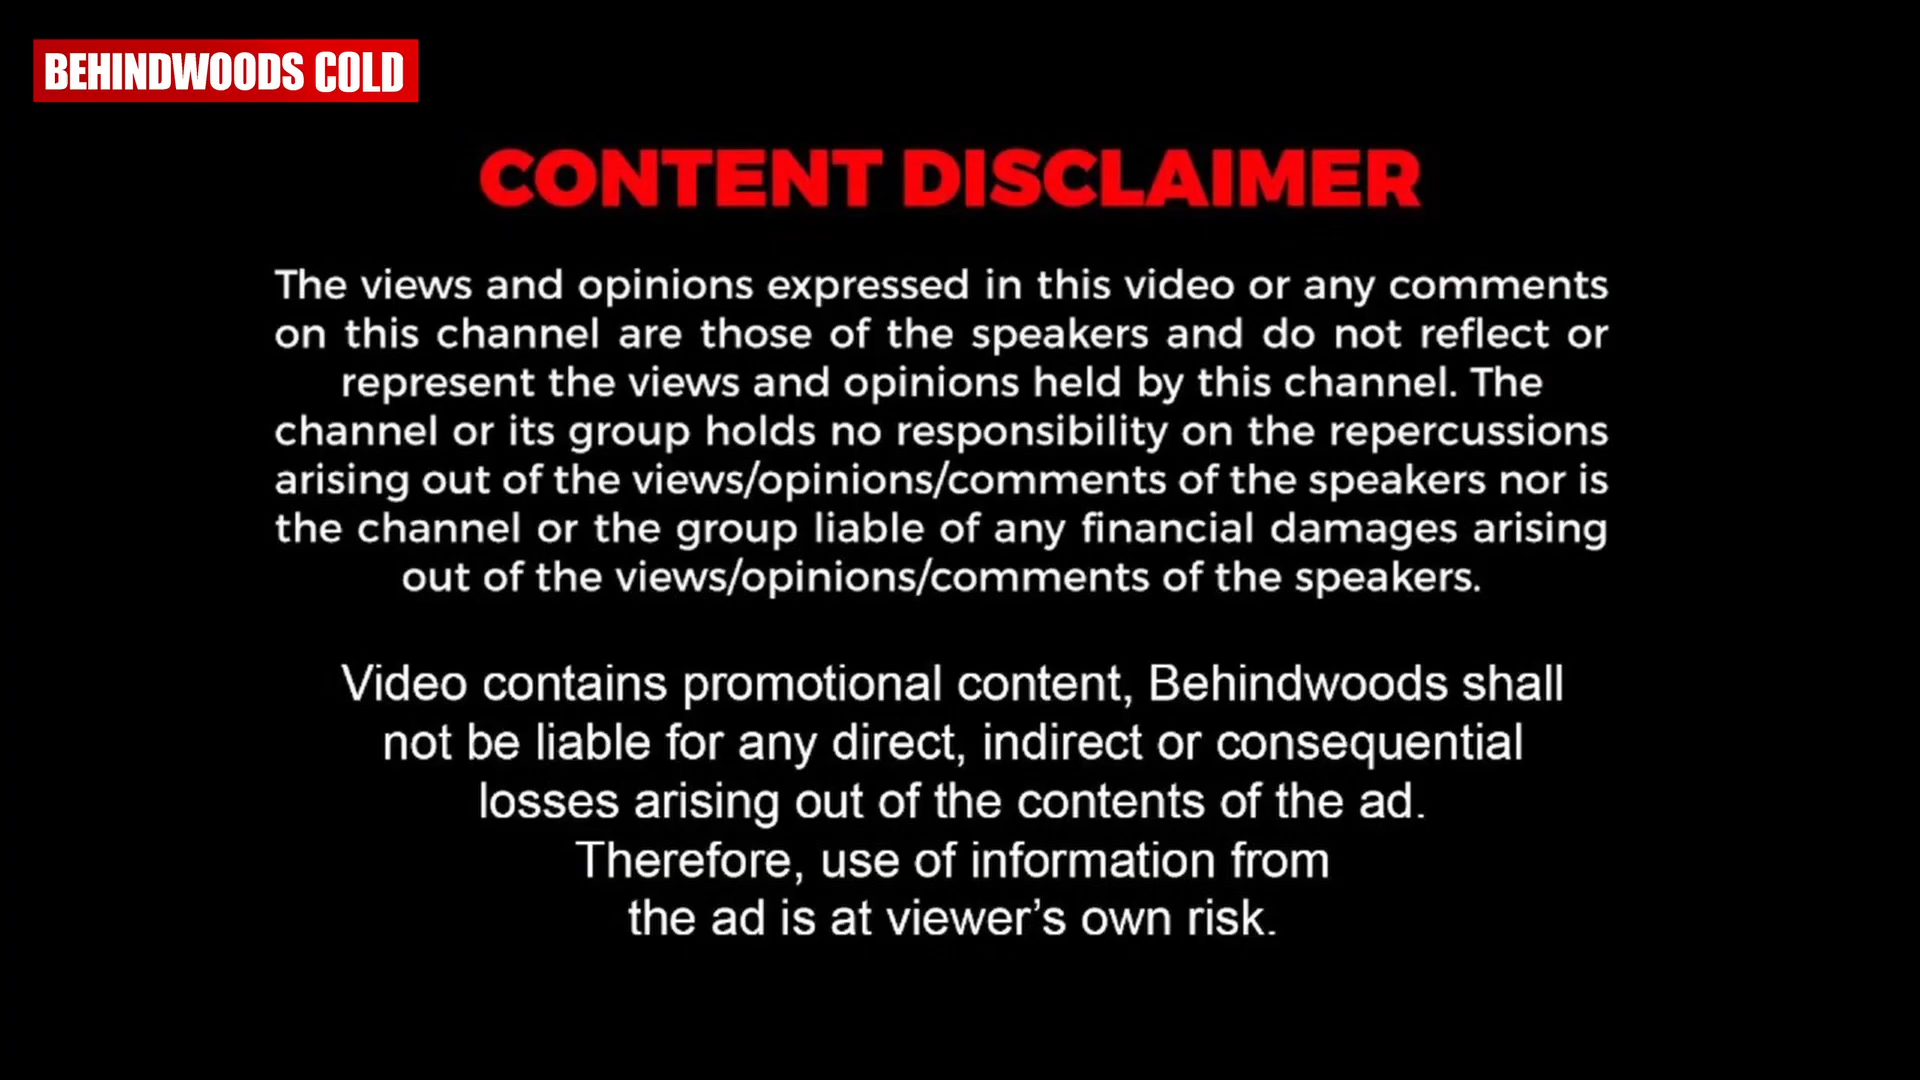 BEHINDWOODS COLD
CONTENT DISCLAIMER
The views and opinions expressed in this video or any comments
on this channel are those of the speakers and do not reflect or
represent the views and opinions held by this channel. The
channel or its group holds no responsibility on the repercussions
arising out of the views/opinions/comments of the speakers nor is
the channel or the group liable of any financial damages arising
out of the views/opinions/comments of the speakers.
Video contains promotional content, Behindwoods shall
not be liable for any direct, indirect or consequential
losses arising out of the contents of the ad.
Therefore, use of information from
the ad is at viewer’s own risk.